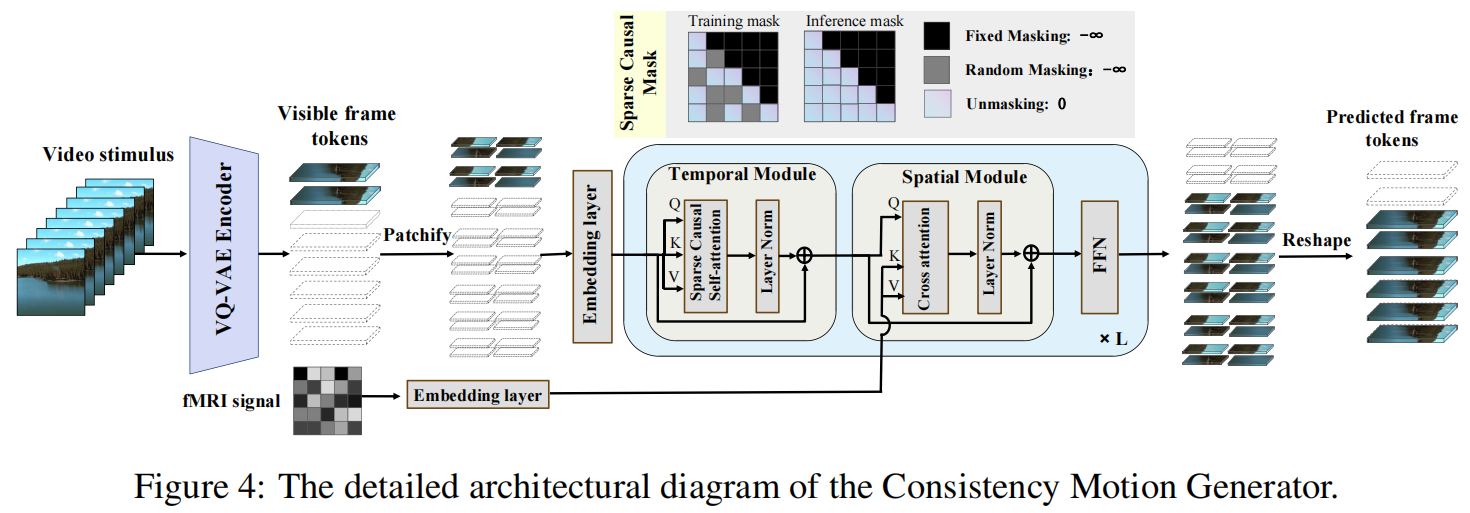 Sparse Causal
Mask
Training mask
Inference mask
Fixed Masking: -∞
Random Masking: -∞
Unmasking: 0
Video stimulus
VQ-VAE Encoder
Visible frame
tokens
Patchify
Embedding layer
Temporal Module
Q
K
V
Sparse Causal
Self-attention
Layer Norm
Spatial Module
Q
K
V
Cross attention
Layer Norm
FFN
× L
Reshape
Predicted frame
tokens
fMRI signal
Embedding layer
Figure 4: The detailed architectural diagram of the Consistency Motion Generator.